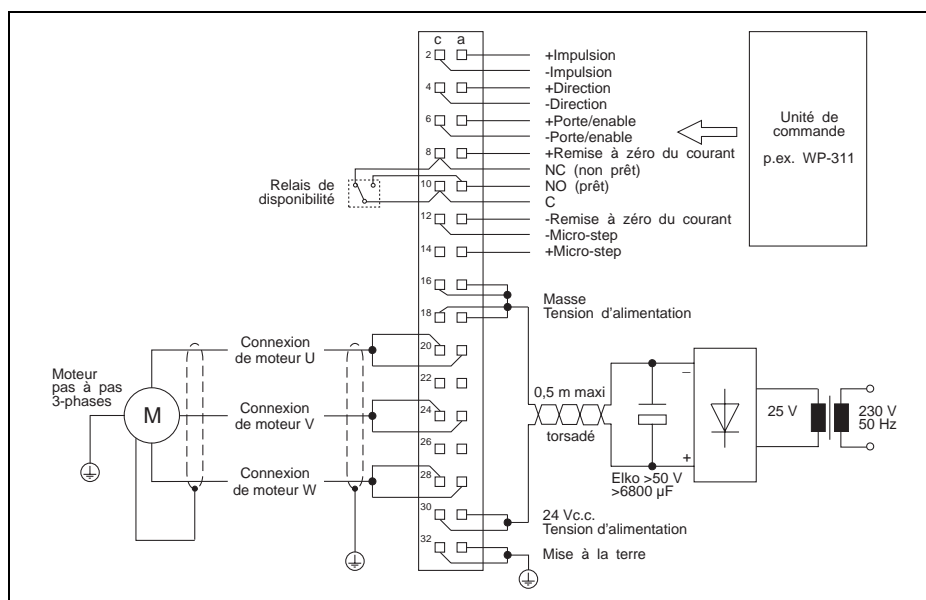 c a
2
+Impulsion
-Impulsion
4
+Direction
-Direction
6
+Porte/enable
-Porte/enable
8
+Remise à zéro du courant
NC (non prêt)
10
NO (prêt)
C
12
-Remise à zéro du courant
-Micro-step
14
+Micro-step
16
18
20
22
24
26
28
30
32
Unité de
commande
p.ex. WP-311
Relais de
disponibilité
Masse
Tension d'alimentation
Connexion
de moteur U
Moteur
pas à pas
3-phases
M
Connexion
de moteur V
Connexion
de moteur W
0,5 m maxi
torsadé
–
+
Elko >50 V
>6800 µF
25 V
230 V
50 Hz
24 Vc.c.
Tension d'alimentation
Mise à la terre